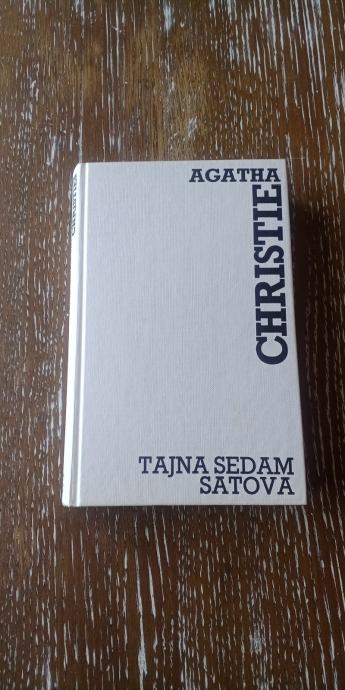 AGATHA
CHRISTIE
TAJNA SEDAM
SATOVA
CHRISTIE